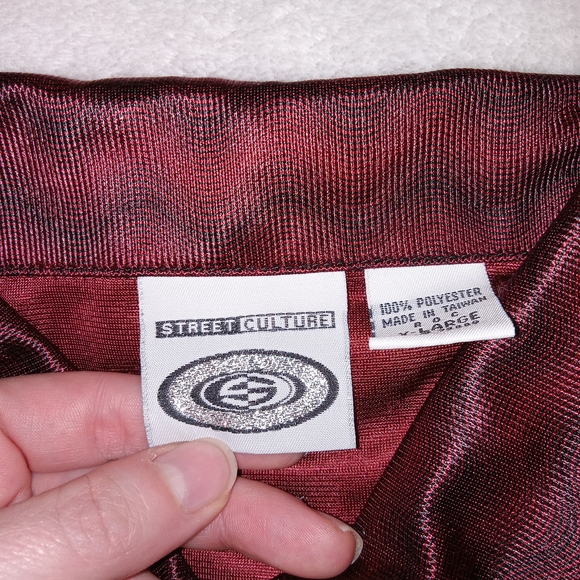 STREET CULTURE
100% POLYESTER
MADE IN TAIWAN
R O C
X-LARGE